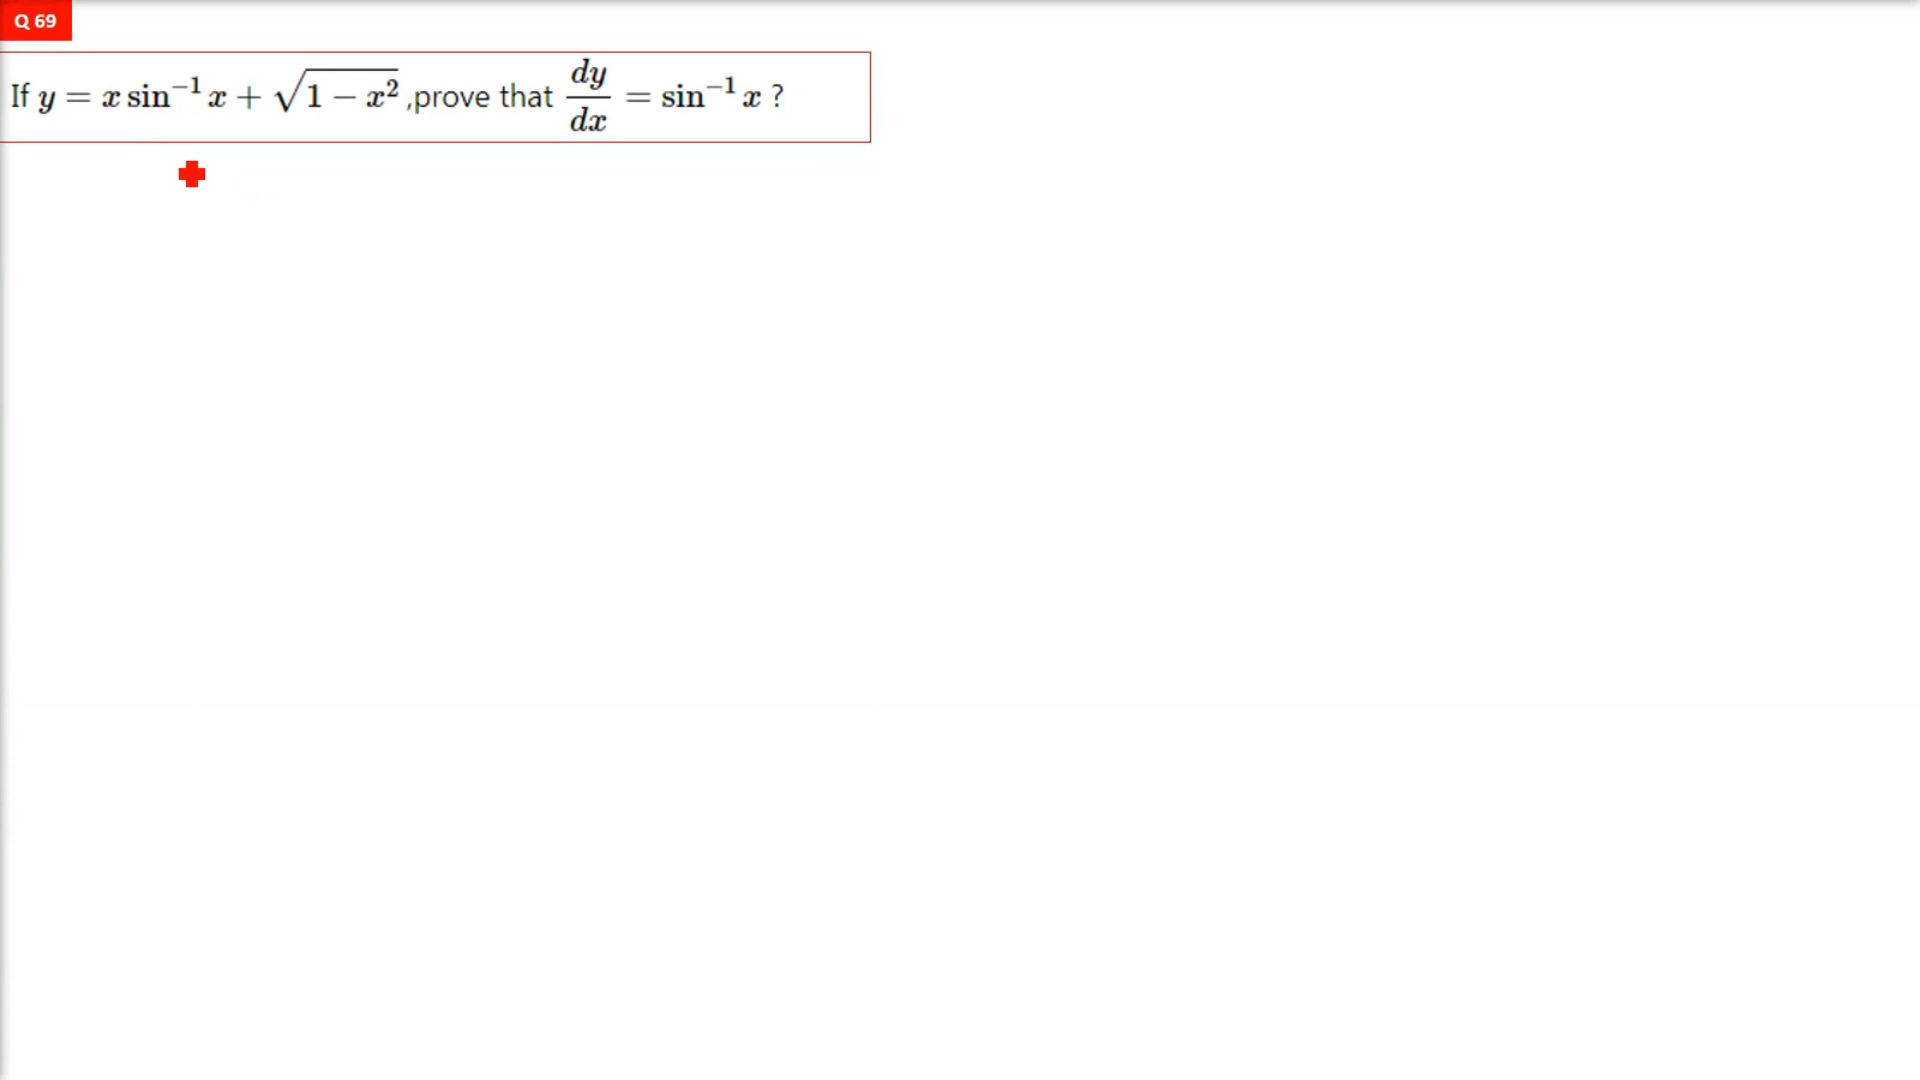 Q 69
If y = x sin⁻¹ x + √(1 − x²) ,prove that dy/dx = sin⁻¹ x ?